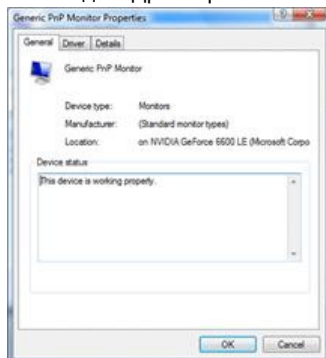 Generic PnP Monitor Properties
General Driver Details
Generic PnP Monitor
Device type: Monitors
Manufacturer: (Standard monitor types)
Location: on NVIDIA GeForce 6600 LE (Microsoft Corpo
Device status
This device is working properly.
OK Cancel